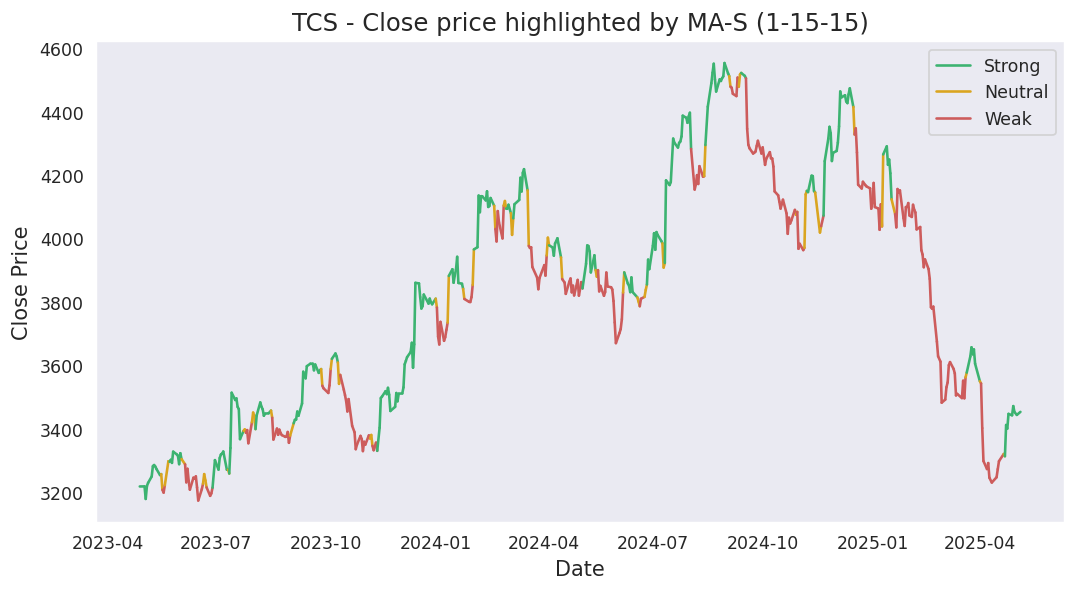 TCS - Close price highlighted by MA-S (1-15-15)
Strong
Neutral
Weak
Close Price
4600
4400
4200
4000
3800
3600
3400
3200
2023-04 2023-07 2023-10 2024-01 2024-04 2024-07 2024-10 2025-01 2025-04
Date